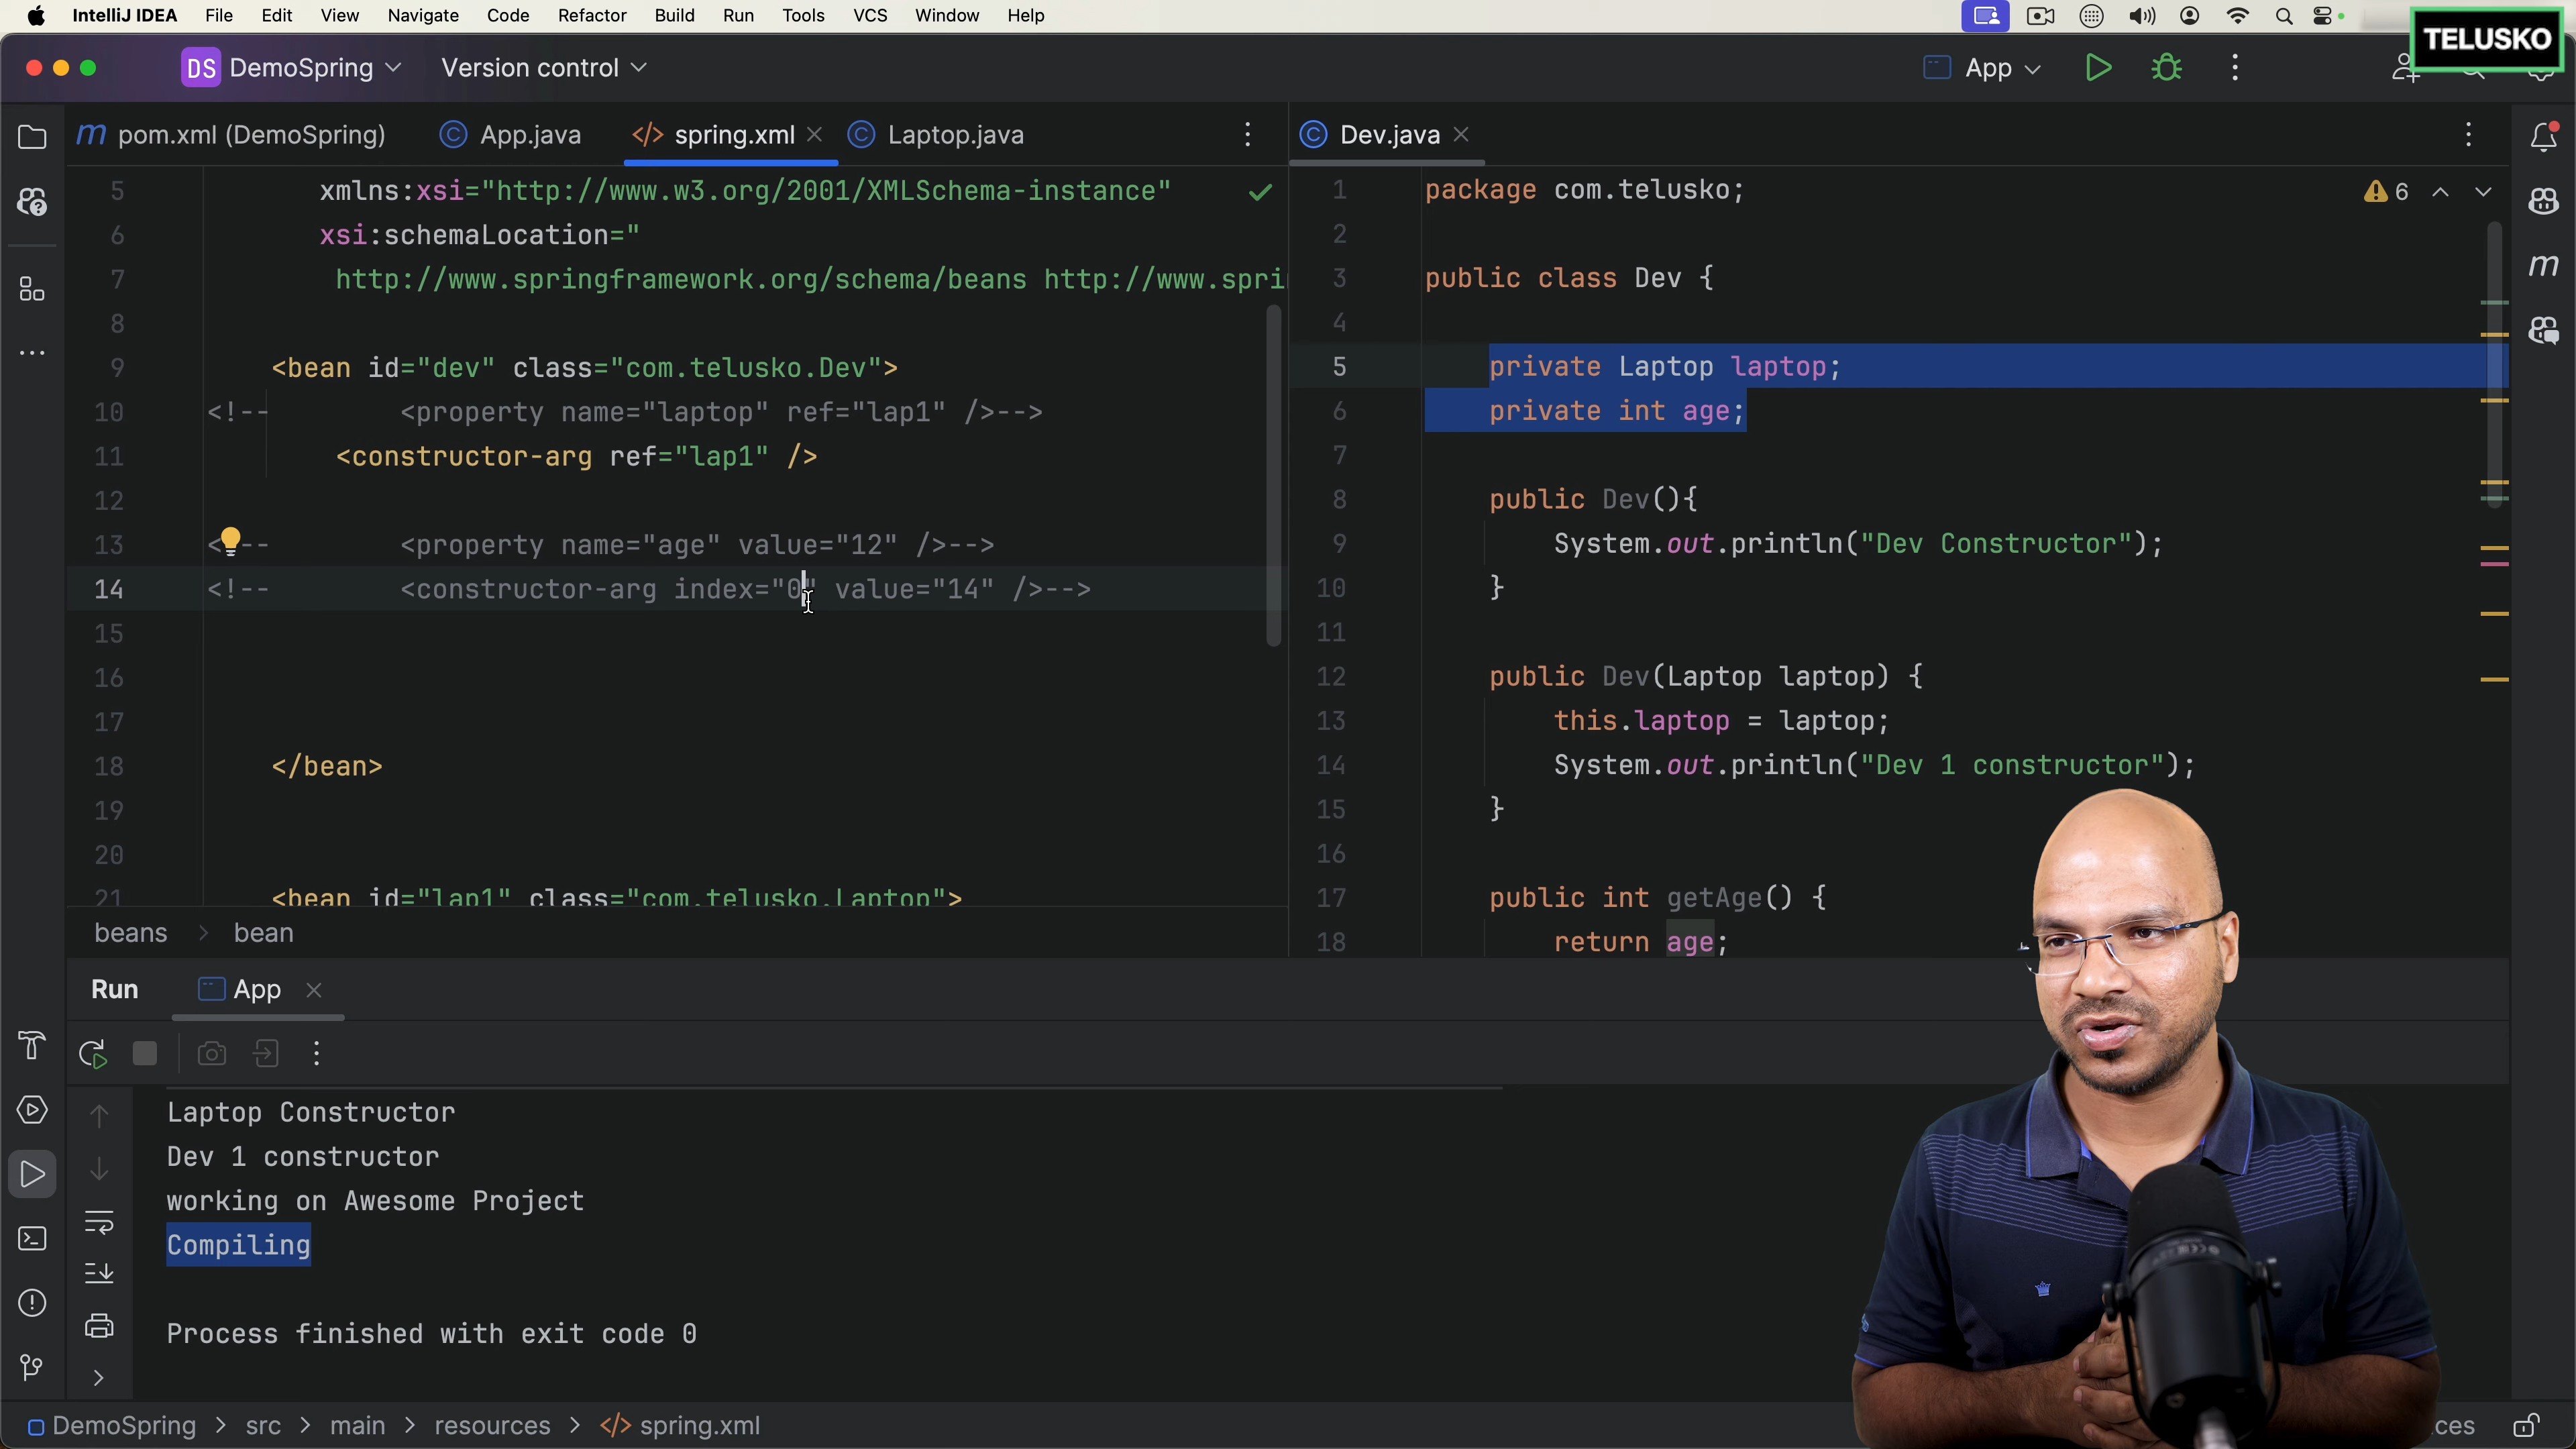 IntelliJ IDEA File Edit View Navigate Code Refactor Build Run Tools VCS Window Help
TELUSKO
DS DemoSpring Version control App
m pom.xml (DemoSpring) App.java </> spring.xml Laptop.java
Dev.java
5 xmlns:xsi="http://www.w3.org/2001/XMLSchema-instance"
6 xsi:schemaLocation="
7 http://www.springframework.org/schema/beans http://www.spri
8
9 <bean id="dev" class="com.telusko.Dev">
10 <!-- <property name="laptop" ref="lap1" />-->
11 <constructor-arg ref="lap1" />
12
13 <!-- <property name="age" value="12" />-->
14 <!-- <constructor-arg index="0" value="14" />-->
15
16
17
18 </bean>
19
20
21 <bean id="lap1" class="com.telusko.Laptop">
beans > bean
1 package com.telusko;
6
2
3 public class Dev {
4
5 private Laptop laptop;
6 private int age;
7
8 public Dev(){
9 System.out.println("Dev Constructor");
10 }
11
12 public Dev(Laptop laptop) {
13 this.laptop = laptop;
14 System.out.println("Dev 1 constructor");
15 }
16
17 public int getAge() {
18 return age;
Run App
Laptop Constructor
Dev 1 constructor
working on Awesome Project
Compiling
Process finished with exit code 0
DemoSpring > src > main > resources > </> spring.xml